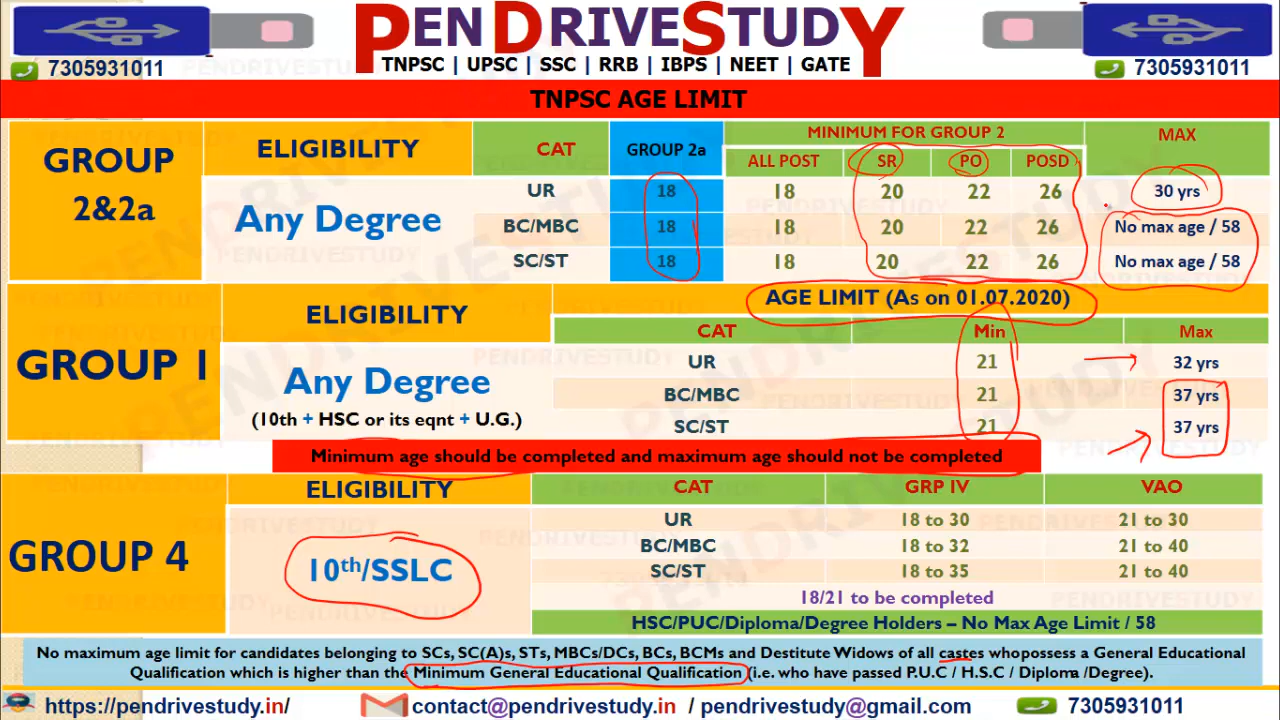 PENDRIVESTUDY
TNPSC | UPSC | SSC | RRB | IBPS | NEET | GATE
7305931011
7305931011
TNPSC AGE LIMIT
GROUP 2&2a
ELIGIBILITY
Any Degree
CAT GROUP 2a MINIMUM FOR GROUP 2 MAX
ALL POST SR PO POSD
UR 18 18 20 22 26 30 yrs
BC/MBC 18 18 20 22 26 No max age / 58
SC/ST 18 18 20 22 26 No max age / 58
GROUP 1
ELIGIBILITY
Any Degree
(10th + HSC or its eqnt + U.G.)
AGE LIMIT (As on 01.07.2020)
CAT Min Max
UR 21 32 yrs
BC/MBC 21 37 yrs
SC/ST 21 37 yrs
Minimum age should be completed and maximum age should not be completed
GROUP 4
ELIGIBILITY
10th/SSLC
CAT GRP IV VAO
UR 18 to 30 21 to 30
BC/MBC 18 to 32 21 to 40
SC/ST 18 to 35 21 to 40
18/21 to be completed
HSC/PUC/Diploma/Degree Holders – No Max Age Limit / 58
No maximum age limit for candidates belonging to SCs, SC(A)s, STs, MBCs/DCs, BCs, BCMs and Destitute Widows of all castes whopossess a General Educational
Qualification which is higher than the Minimum General Educational Qualification (i.e. who have passed P.U.C / H.S.C / Diploma /Degree).
https://pendrivestudy.in/ contact@pendrivestudy.in / pendrivestudy@gmail.com 7305931011